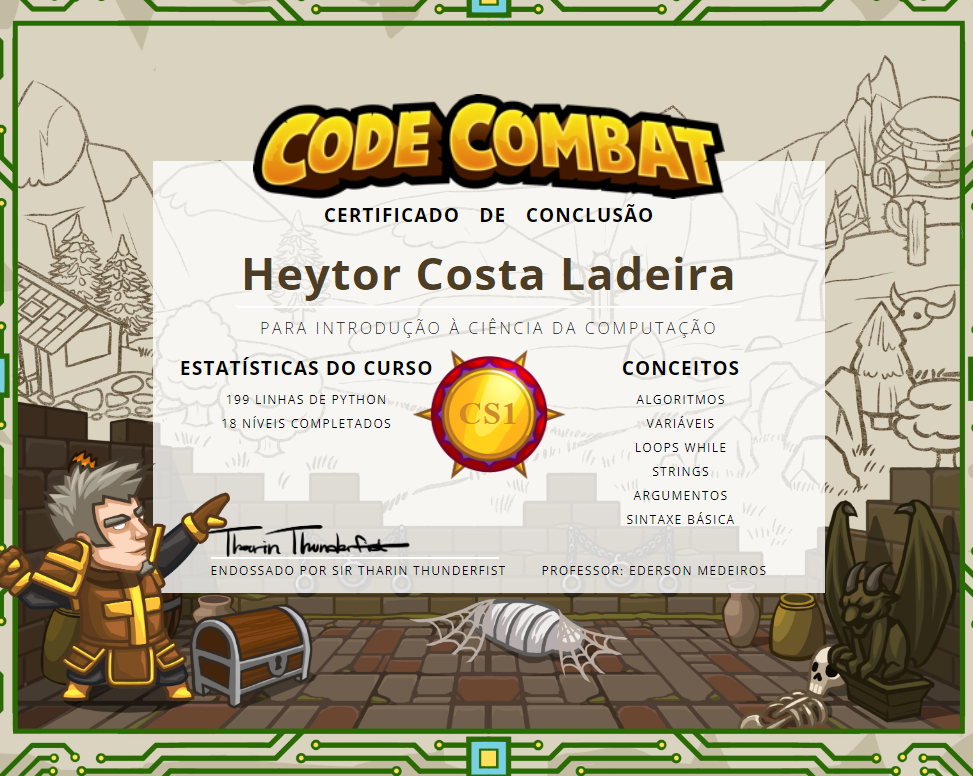 CODE COMBAT
CERTIFICADO DE CONCLUSÃO
Heytor Costa Ladeira
PARA INTRODUÇÃO À CIÊNCIA DA COMPUTAÇÃO
ESTATÍSTICAS DO CURSO
199 LINHAS DE PYTHON
18 NÍVEIS COMPLETADOS
CS1
CONCEITOS
ALGORITMOS
VARIÁVEIS
LOOPS WHILE
STRINGS
ARGUMENTOS
SINTAXE BÁSICA
Tharin Thunderfist
ENDOSSADO POR SIR THARIN THUNDERFIST
PROFESSOR: EDERSON MEDEIROS